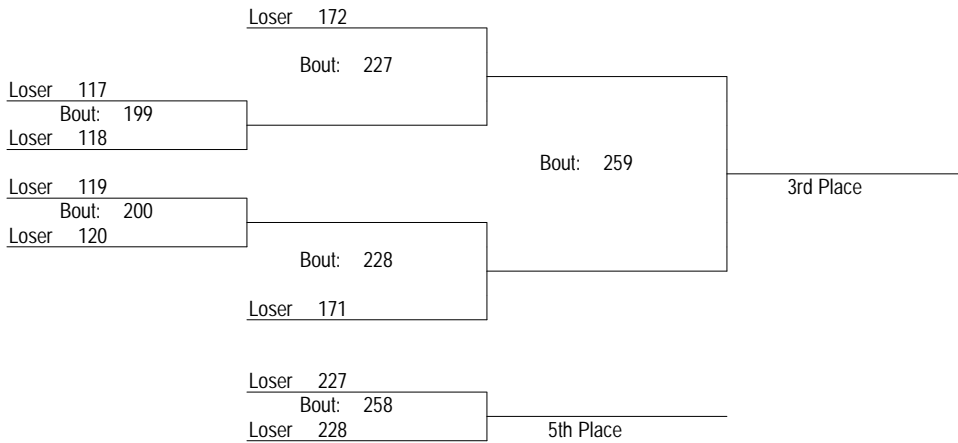 Loser 172
Bout: 227
Loser 117
Bout: 199
Loser 118
Bout: 259
Loser 119
3rd Place
Bout: 200
Loser 120
Bout: 228
Loser 171
Loser 227
Bout: 258
Loser 228
5th Place